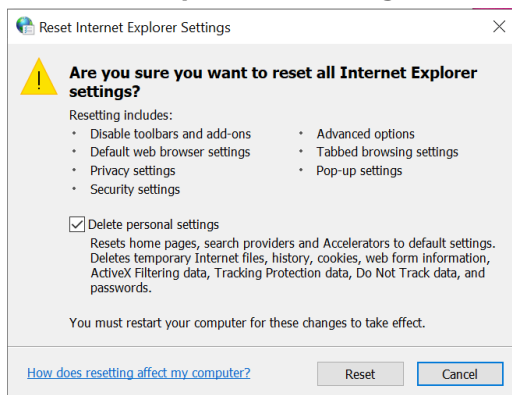 Reset Internet Explorer Settings
Are you sure you want to reset all Internet Explorer
settings?
Resetting includes:
• Disable toolbars and add-ons
• Default web browser settings
• Privacy settings
• Security settings
• Advanced options
• Tabbed browsing settings
• Pop-up settings
Delete personal settings
Resets home pages, search providers and Accelerators to default settings.
Deletes temporary Internet files, history, cookies, web form information,
ActiveX Filtering data, Tracking Protection data, Do Not Track data, and
passwords.
You must restart your computer for these changes to take effect.
How does resetting affect my computer?
Reset
Cancel